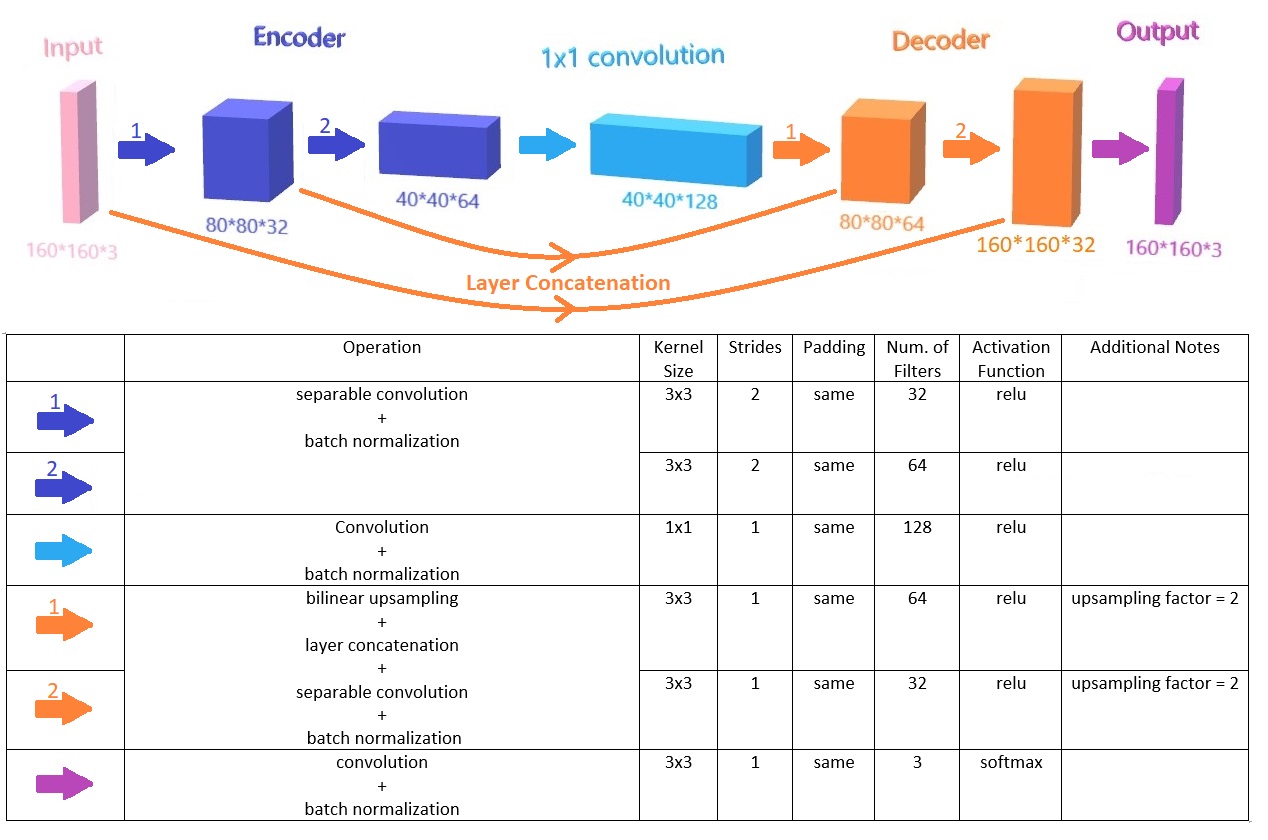 Input
Encoder
1x1 convolution
Decoder
Output
1
2
1
2
160*160*3
80*80*32
40*40*64
40*40*128
80*80*64
160*160*32
160*160*3
Layer Concatenation
Operation
Kernel
Size
Strides
Padding
Num. of
Filters
Activation
Function
Additional Notes
1
separable convolution
+
batch normalization
3x3
2
same
32
relu
2
3x3
2
same
64
relu
Convolution
+
batch normalization
1x1
1
same
128
relu
1
bilinear upsampling
+
layer concatenation
+
separable convolution
+
batch normalization
3x3
1
same
64
relu
upsampling factor = 2
2
3x3
1
same
32
relu
upsampling factor = 2
convolution
+
batch normalization
3x3
1
same
3
softmax